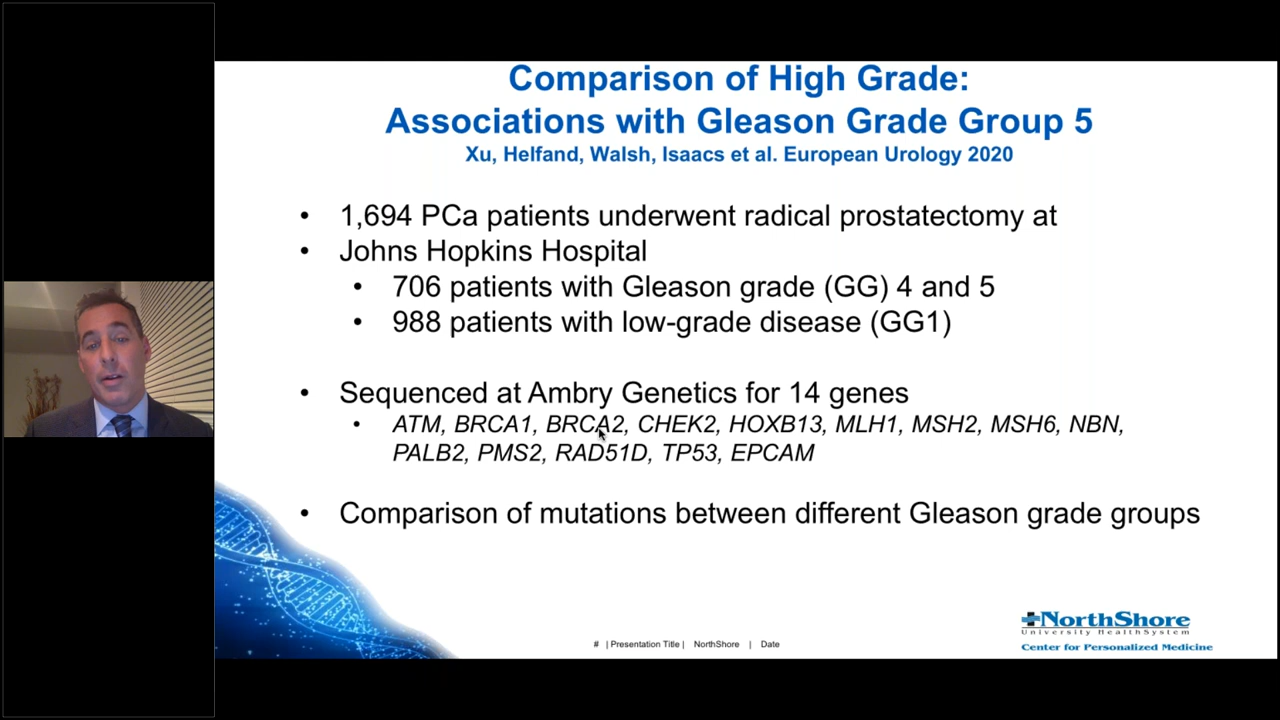 Comparison of High Grade:
Associations with Gleason Grade Group 5
Xu, Helfand, Walsh, Isaacs et al. European Urology 2020
• 1,694 PCa patients underwent radical prostatectomy at
• Johns Hopkins Hospital
• 706 patients with Gleason grade (GG) 4 and 5
• 988 patients with low-grade disease (GG1)
• Sequenced at Ambry Genetics for 14 genes
• ATM, BRCA1, BRCA2, CHEK2, HOXB13, MLH1, MSH2, MSH6, NBN,
PALB2, PMS2, RAD51D, TP53, EPCAM
• Comparison of mutations between different Gleason grade groups
# | Presentation Title | NorthShore | Date
NorthShore
University HealthSystem
Center for Personalized Medicine